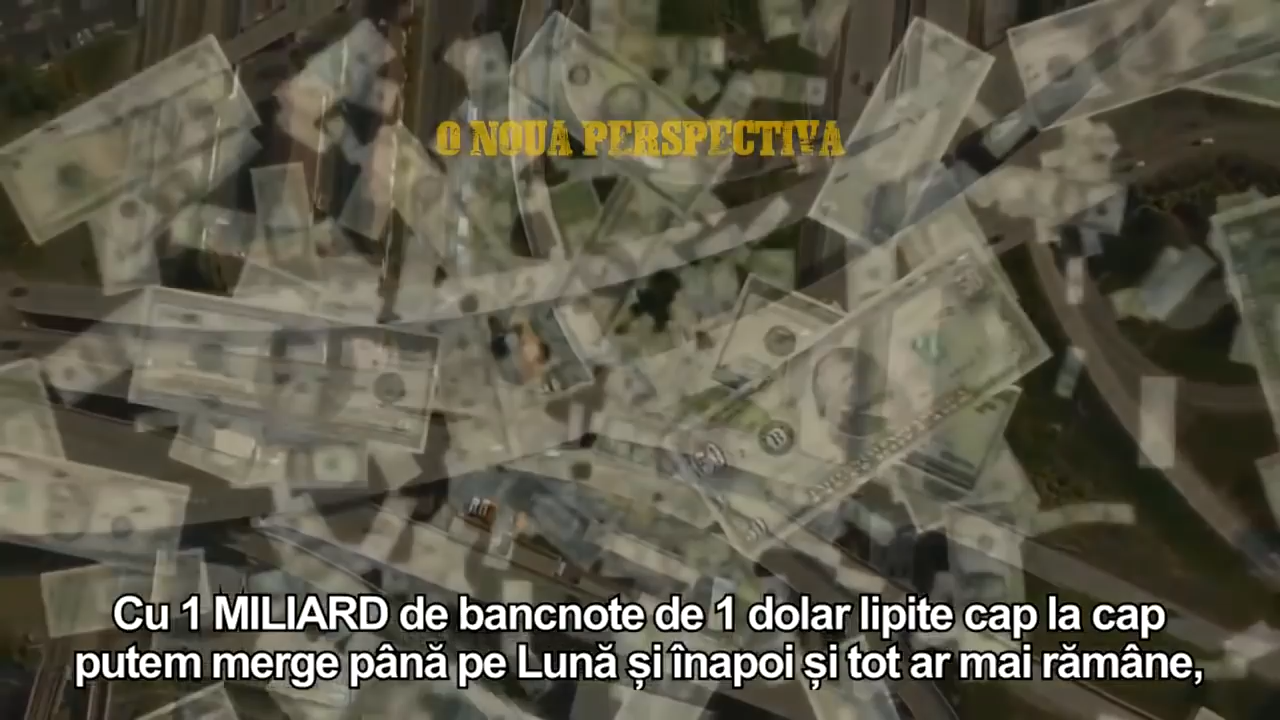 O NOUA PERSPECTIVA
50
Cu 1 MILIARD de bancnote de 1 dolar lipite cap la cap
putem merge până pe Lună și înapoi și tot ar mai rămâne,